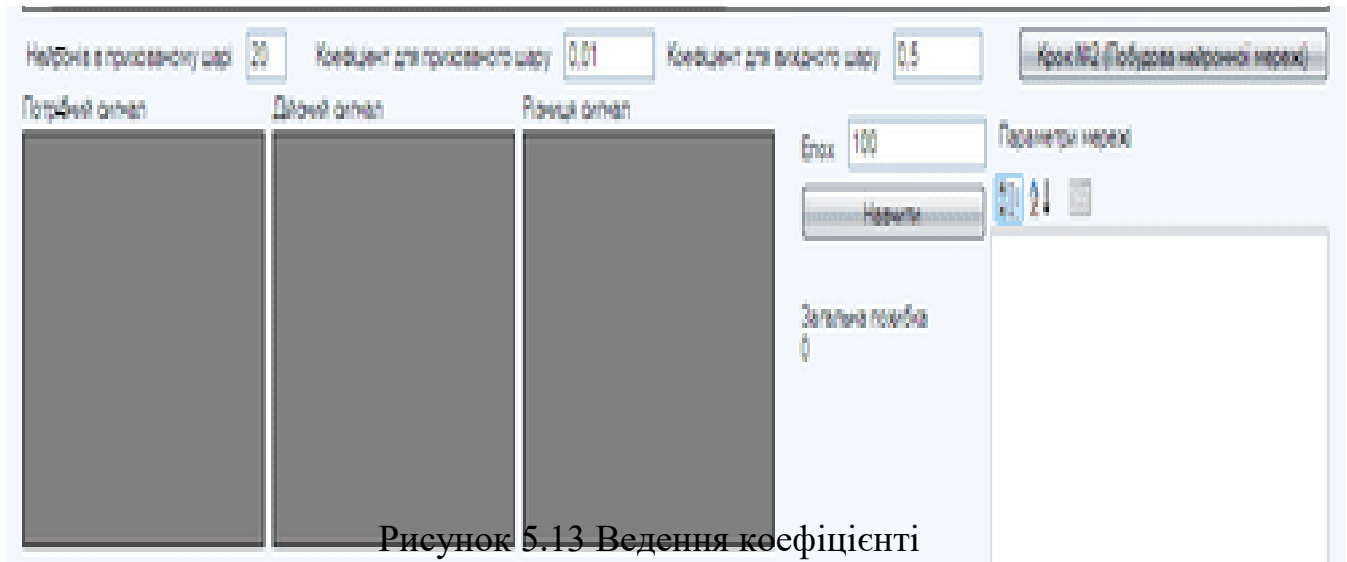 Нейронів в прихованому шарі 20 Коефіцієнт для прихованого шару 0,01 Коефіцієнт для вихідного шару 0,5 Крок №2 (Побудова нейронної мережі)
Потрібний сигнал Дійсний сигнал Різниця сигнал
Епох 100 Параметри мережі
Навчити
Загальна похибка
0
Рисунок 5.13 Ведення коефіцієнті